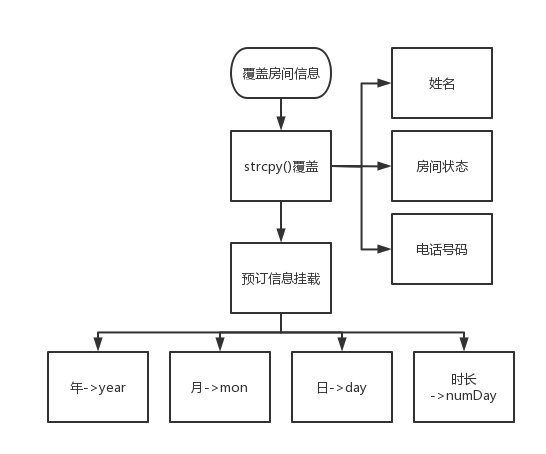 覆盖房间信息
姓名
strcpy()覆盖
房间状态
电话号码
预订信息挂载
年->year
月->mon
日->day
时长
->numDay